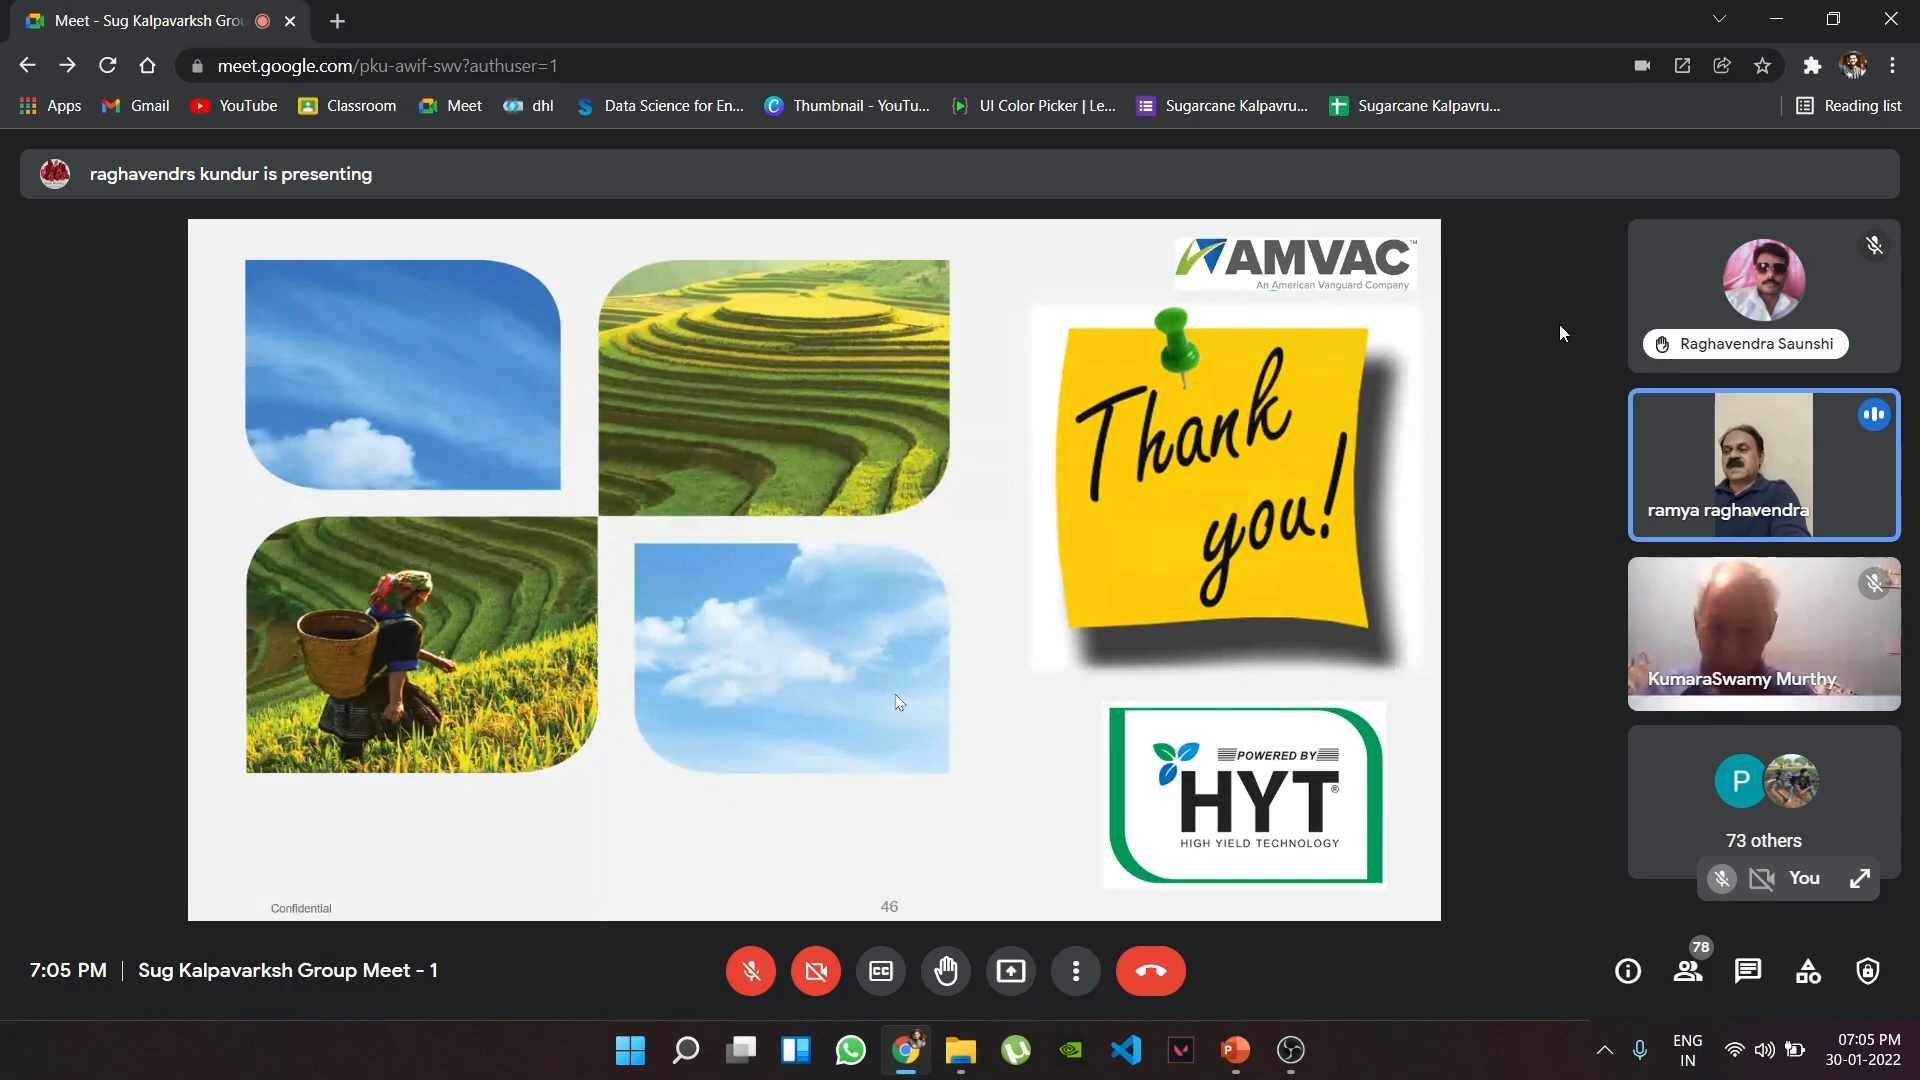 Meet - Sug Kalpavarksh Grou
meet.google.com/pku-awif-swv?authuser=1
Apps
Gmail
YouTube
Classroom
Meet
dhl
Data Science for En...
Thumbnail - YouTu...
UI Color Picker | Le...
Sugarcane Kalpavru...
Sugarcane Kalpavru...
Reading list
raghavendrs kundur is presenting
AMVAC™
An American Vanguard Company
Thank
you!
POWERED BY
HYT®
HIGH YIELD TECHNOLOGY
Confidential
46
Raghavendra Saunshi
ramya raghavendra
KumaraSwamy Murthy
P
73 others
You
7:05 PM | Sug Kalpavarksh Group Meet - 1
CC
78
ENG
IN
07:05 PM
30-01-2022